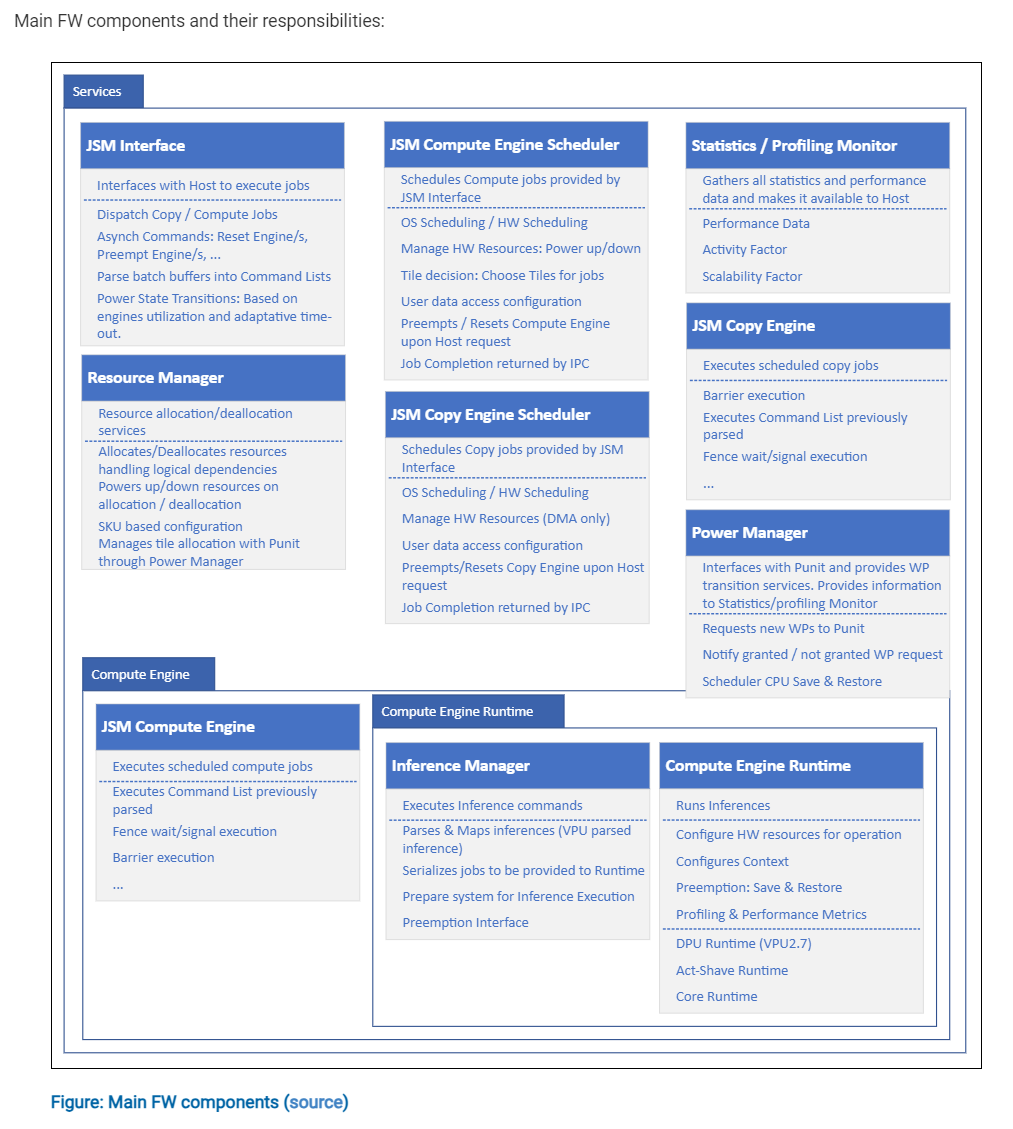 Main FW components and their responsibilities:
Services
JSM Interface
Interfaces with Host to execute jobs
Dispatch Copy / Compute Jobs
Asynch Commands: Reset Engine/s,
Preempt Engine/s, ...
Parse batch buffers into Command Lists
Power State Transitions: Based on
engines utilization and adaptative time-
out.
Resource Manager
Resource allocation/deallocation
services
Allocates/Deallocates resources
handling logical dependencies
Powers up/down resources on
allocation / deallocation
SKU based configuration
Manages tile allocation with Punit
through Power Manager
JSM Compute Engine Scheduler
Schedules Compute jobs provided by
JSM Interface
OS Scheduling / HW Scheduling
Manage HW Resources: Power up/down
Tile decision: Choose Tiles for jobs
User data access configuration
Preempts / Resets Compute Engine
upon Host request
Job Completion returned by IPC
JSM Copy Engine Scheduler
Schedules Copy jobs provided by JSM
Interface
OS Scheduling / HW Scheduling
Manage HW Resources (DMA only)
User data access configuration
Preempts/Resets Copy Engine upon Host
request
Job Completion returned by IPC
Statistics / Profiling Monitor
Gathers all statistics and performance
data and makes it available to Host
Performance Data
Activity Factor
Scalability Factor
JSM Copy Engine
Executes scheduled copy jobs
Barrier execution
Executes Command List previously
parsed
Fence wait/signal execution
...
Power Manager
Interfaces with Punit and provides WP
transition services. Provides information
to Statistics/profiling Monitor
Requests new WPs to Punit
Notify granted / not granted WP request
Scheduler CPU Save & Restore
Compute Engine
JSM Compute Engine
Executes scheduled compute jobs
Executes Command List previously
parsed
Fence wait/signal execution
Barrier execution
...
Compute Engine Runtime
Inference Manager
Executes Inference commands
Parses & Maps inferences (VPU parsed
inference)
Serializes jobs to be provided to Runtime
Prepare system for Inference Execution
Preemption Interface
Compute Engine Runtime
Runs Inferences
Configure HW resources for operation
Configures Context
Preemption: Save & Restore
Profiling & Performance Metrics
DPU Runtime (VPU2.7)
Act-Shave Runtime
Core Runtime
Figure: Main FW components (source)